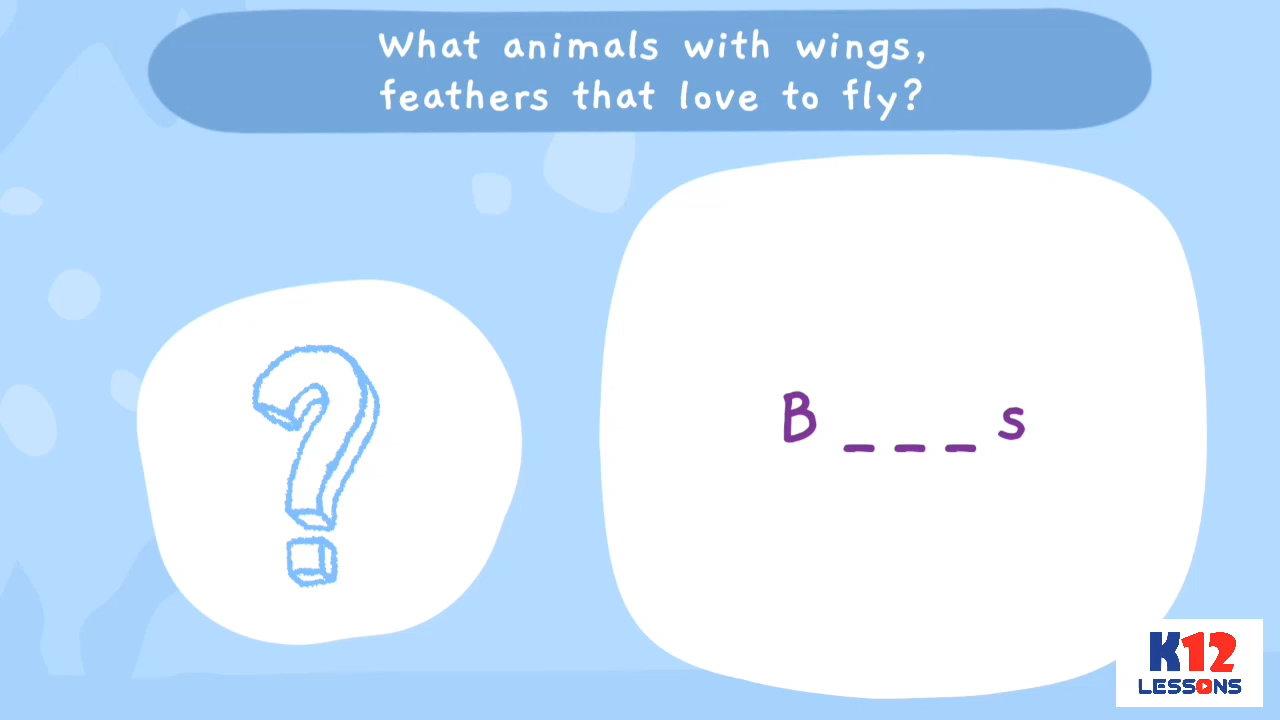 What animals with wings,
feathers that love to fly?
B _ _ _ s
K12
LESSONS